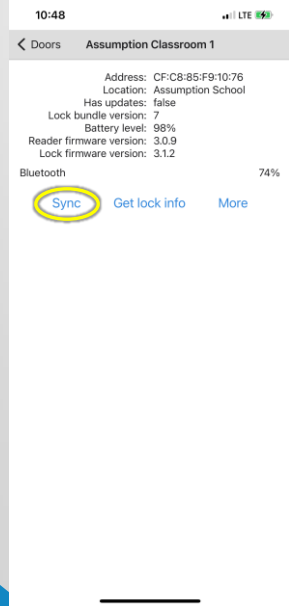 10:48 LTE
Doors Assumption Classroom 1
Address: CF:C8:85:F9:10:76
Location: Assumption School
Has updates: false
Lock bundle version: 7
Battery level: 98%
Reader firmware version: 3.0.9
Lock firmware version: 3.1.2
Bluetooth 74%
Sync Get lock info More